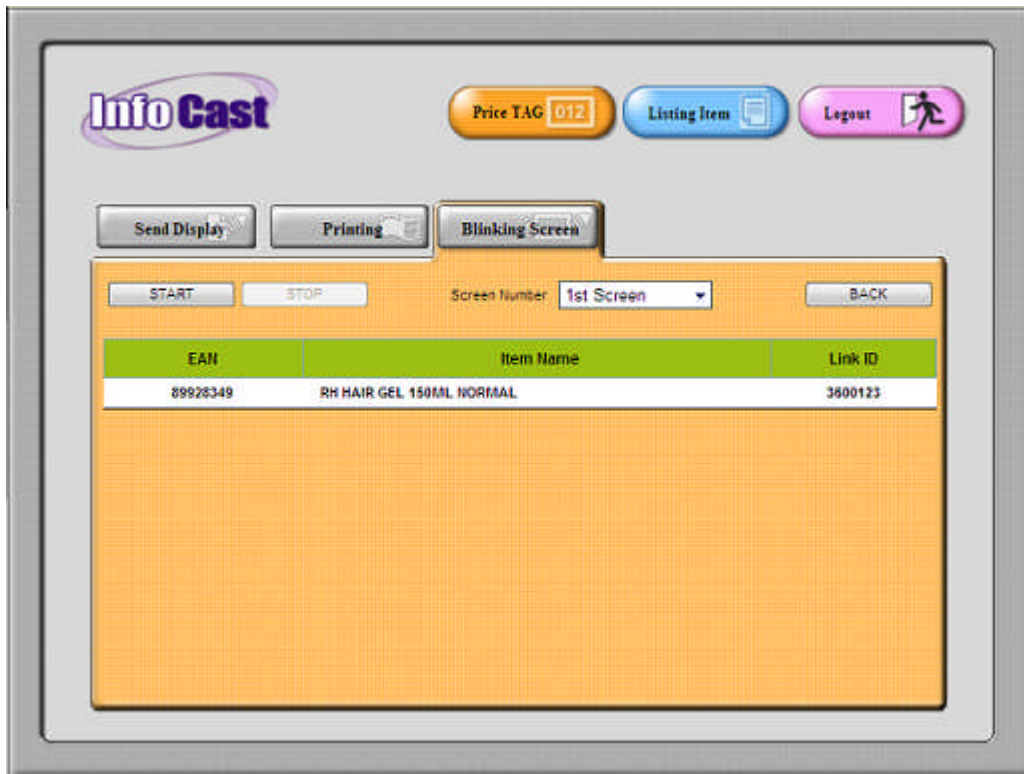 InfoCast
Price TAG 012 Listing Item Logout
Send Display Printing Blinking Screen
START STOP Screen Number 1st Screen BACK
EAN Item Name Link ID
89928349 RH HAIR GEL 150ML NORMAL 3600123